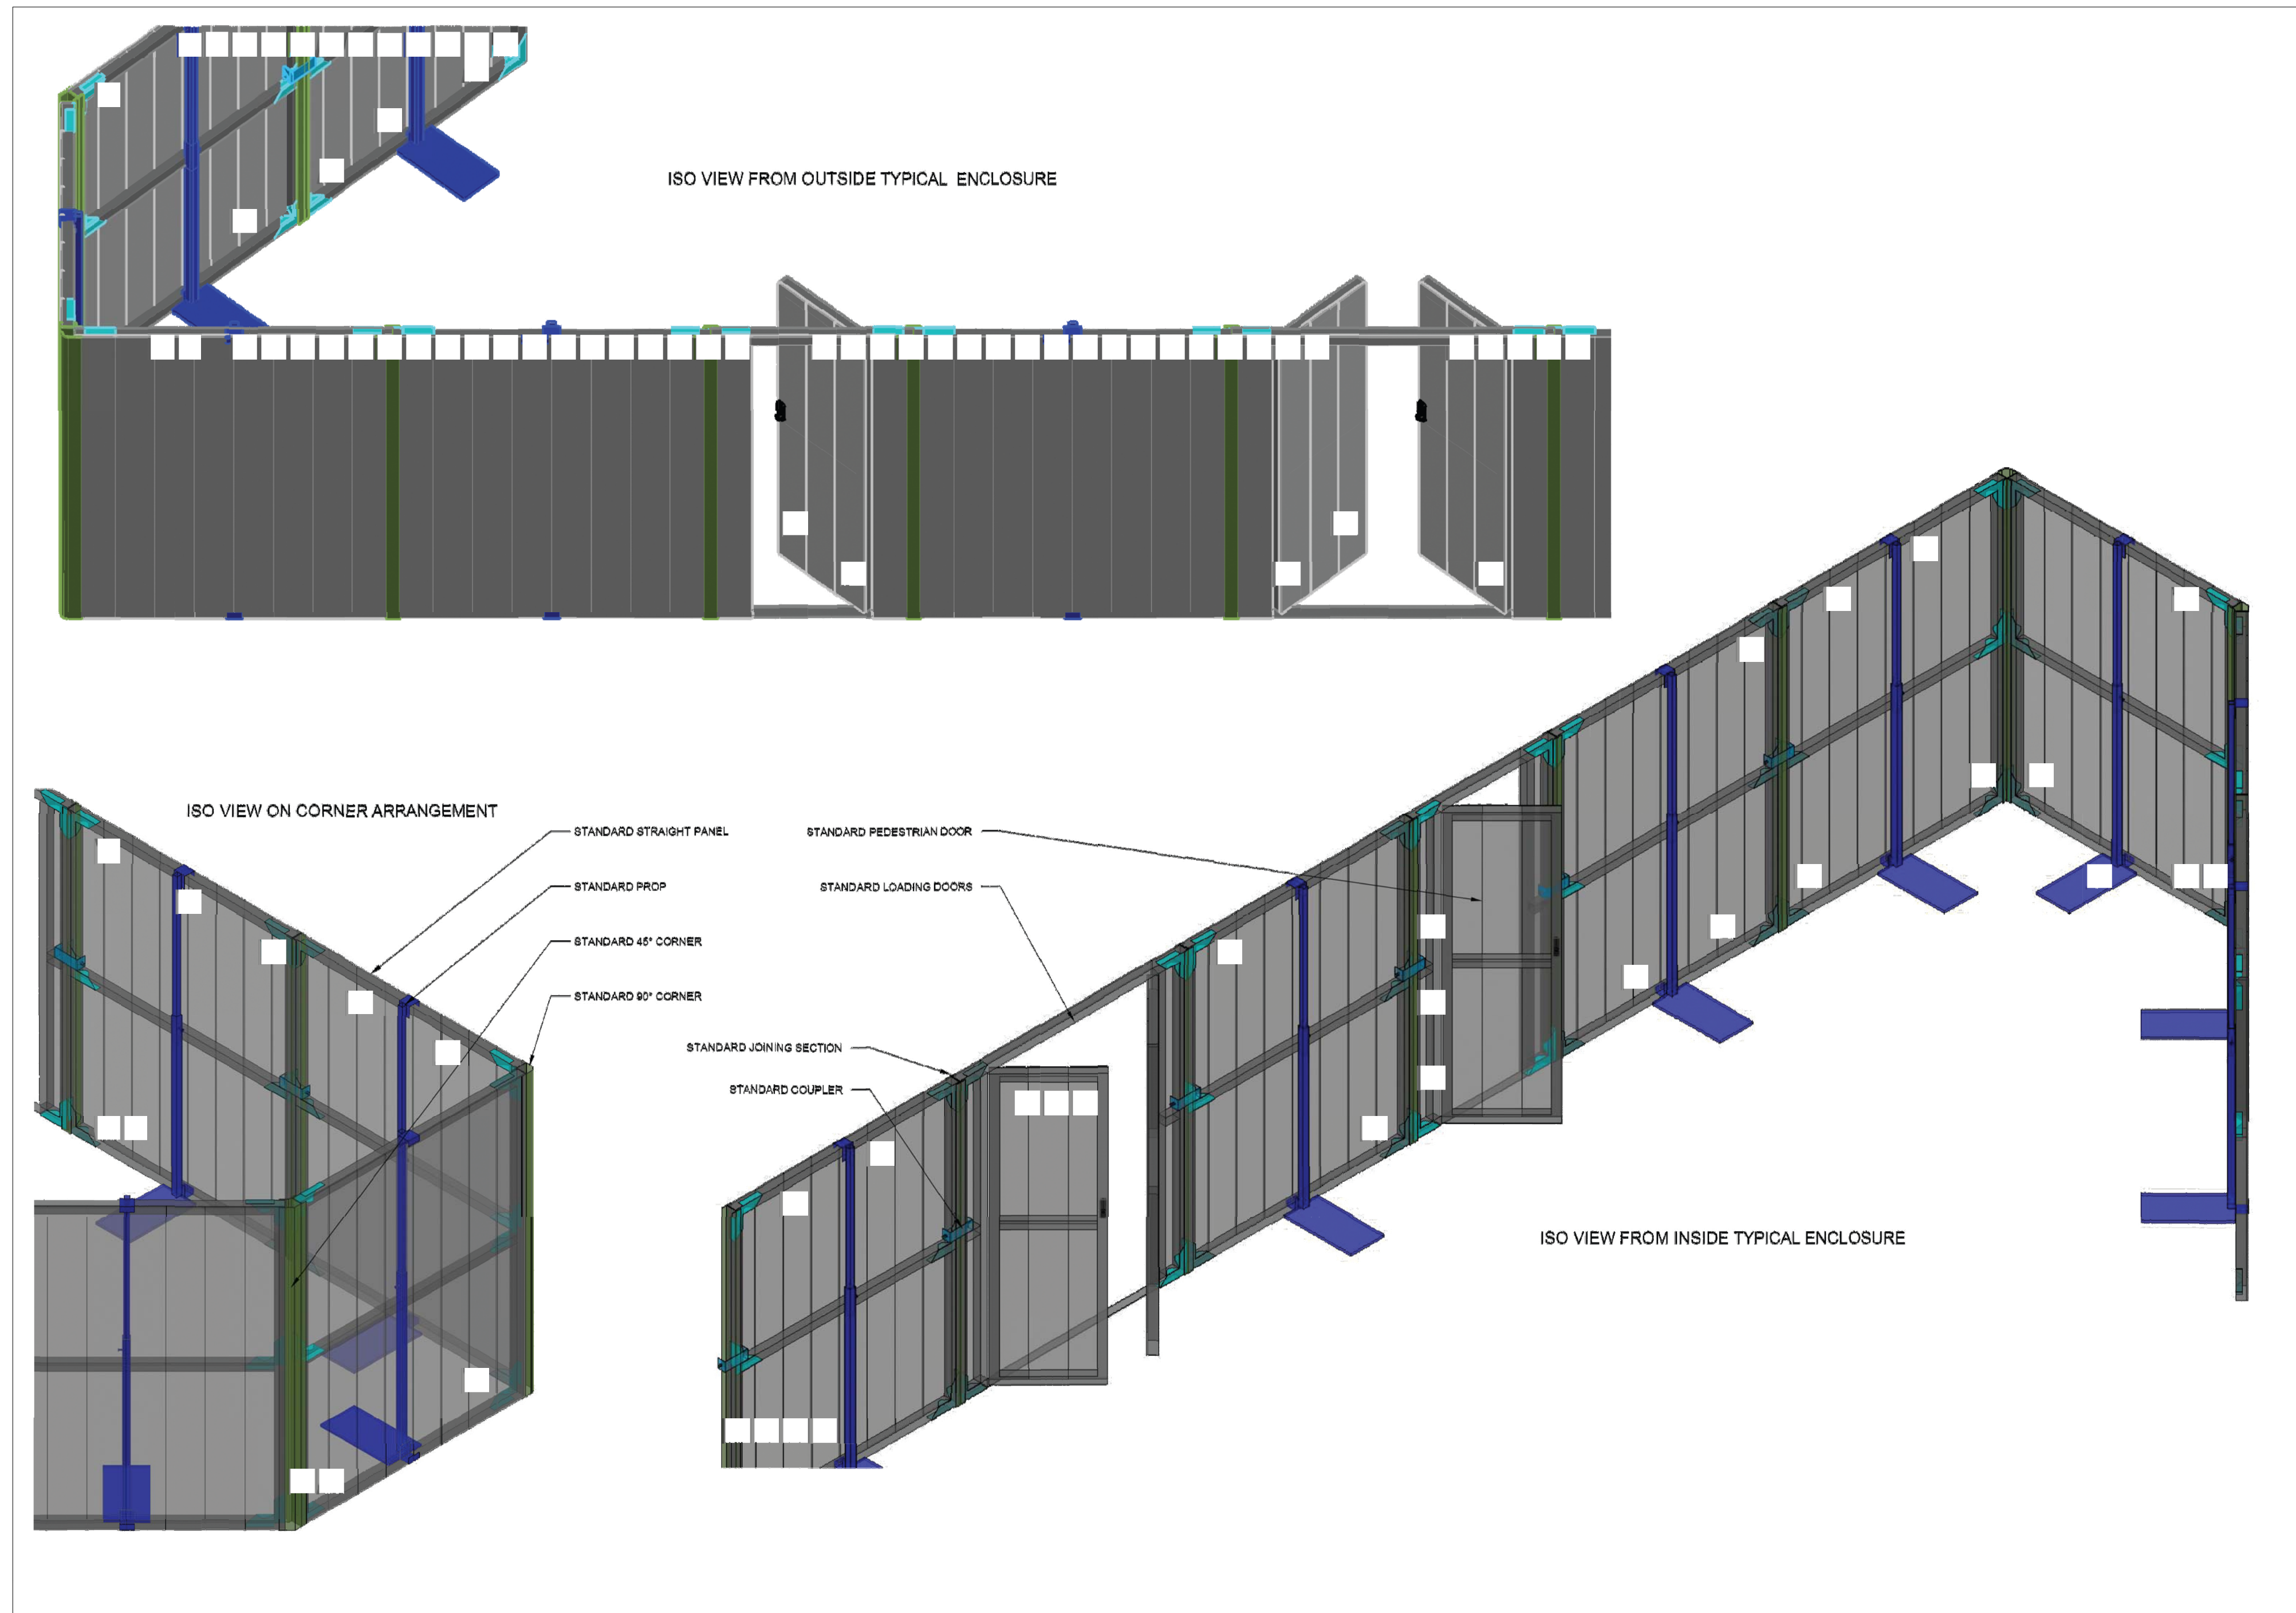 ISO VIEW FROM OUTSIDE TYPICAL ENCLOSURE
ISO VIEW ON CORNER ARRANGEMENT
STANDARD STRAIGHT PANEL
STANDARD PROP
STANDARD 45° CORNER
STANDARD 90° CORNER
STANDARD PEDESTRIAN DOOR
STANDARD LOADING DOORS
STANDARD JOINING SECTION
STANDARD COUPLER
ISO VIEW FROM INSIDE TYPICAL ENCLOSURE